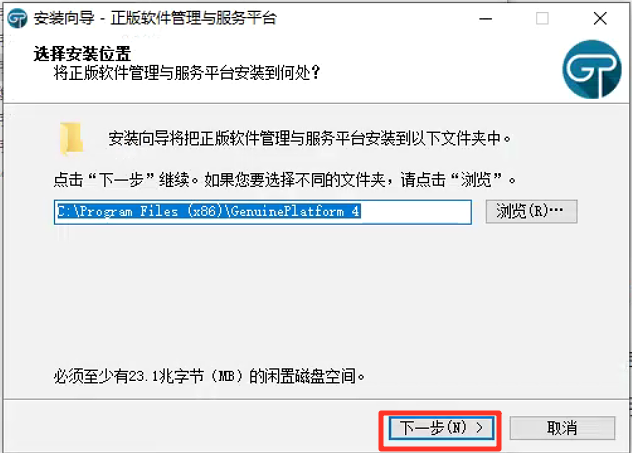 安装向导 - 正版软件管理与服务平台
选择安装位置
将正版软件管理与服务平台安装到何处？
GP
安装向导将把正版软件管理与服务平台安装到以下文件夹中。
点击“下一步”继续。如果您要选择不同的文件夹，请点击“浏览”。
C:\Program Files (x86)\GenuinePlatform 4
浏览(R)...
必须至少有23.1兆字节（MB）的闲置磁盘空间。
下一步(N) >
取消